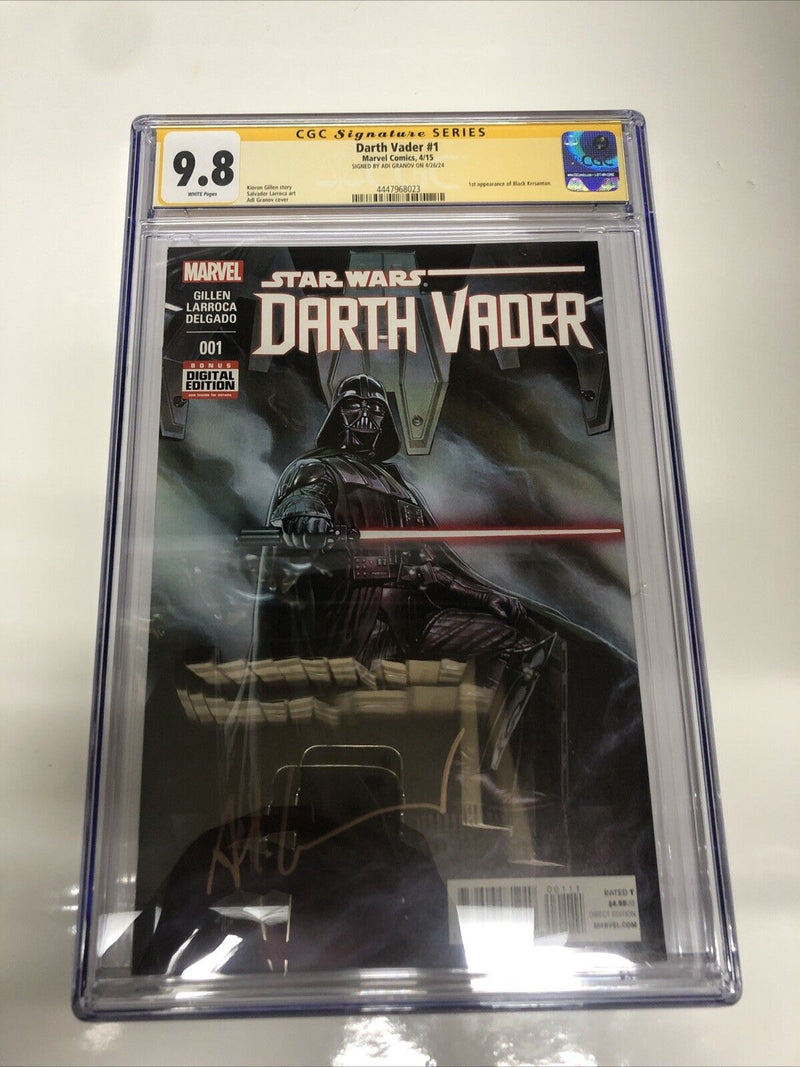 CGC Signature SERIES
9.8
WHITE Pages
Darth Vader #1
Marvel Comics, 4/15
SIGNED BY ADI GRANOV ON 4/26/24
Kieron Gillen story
Salvador Larroca art
Adi Granov cover
4447968023
1st appearance of Black Krrsantan.
CGC
MARVEL
GILLEN
LARROCA
DELGADO
001
BONUS
DIGITAL
EDITION
STAR WARS
DARTH VADER
00111
RATED T
$4.99
DIRECT EDITION
MARVEL.COM